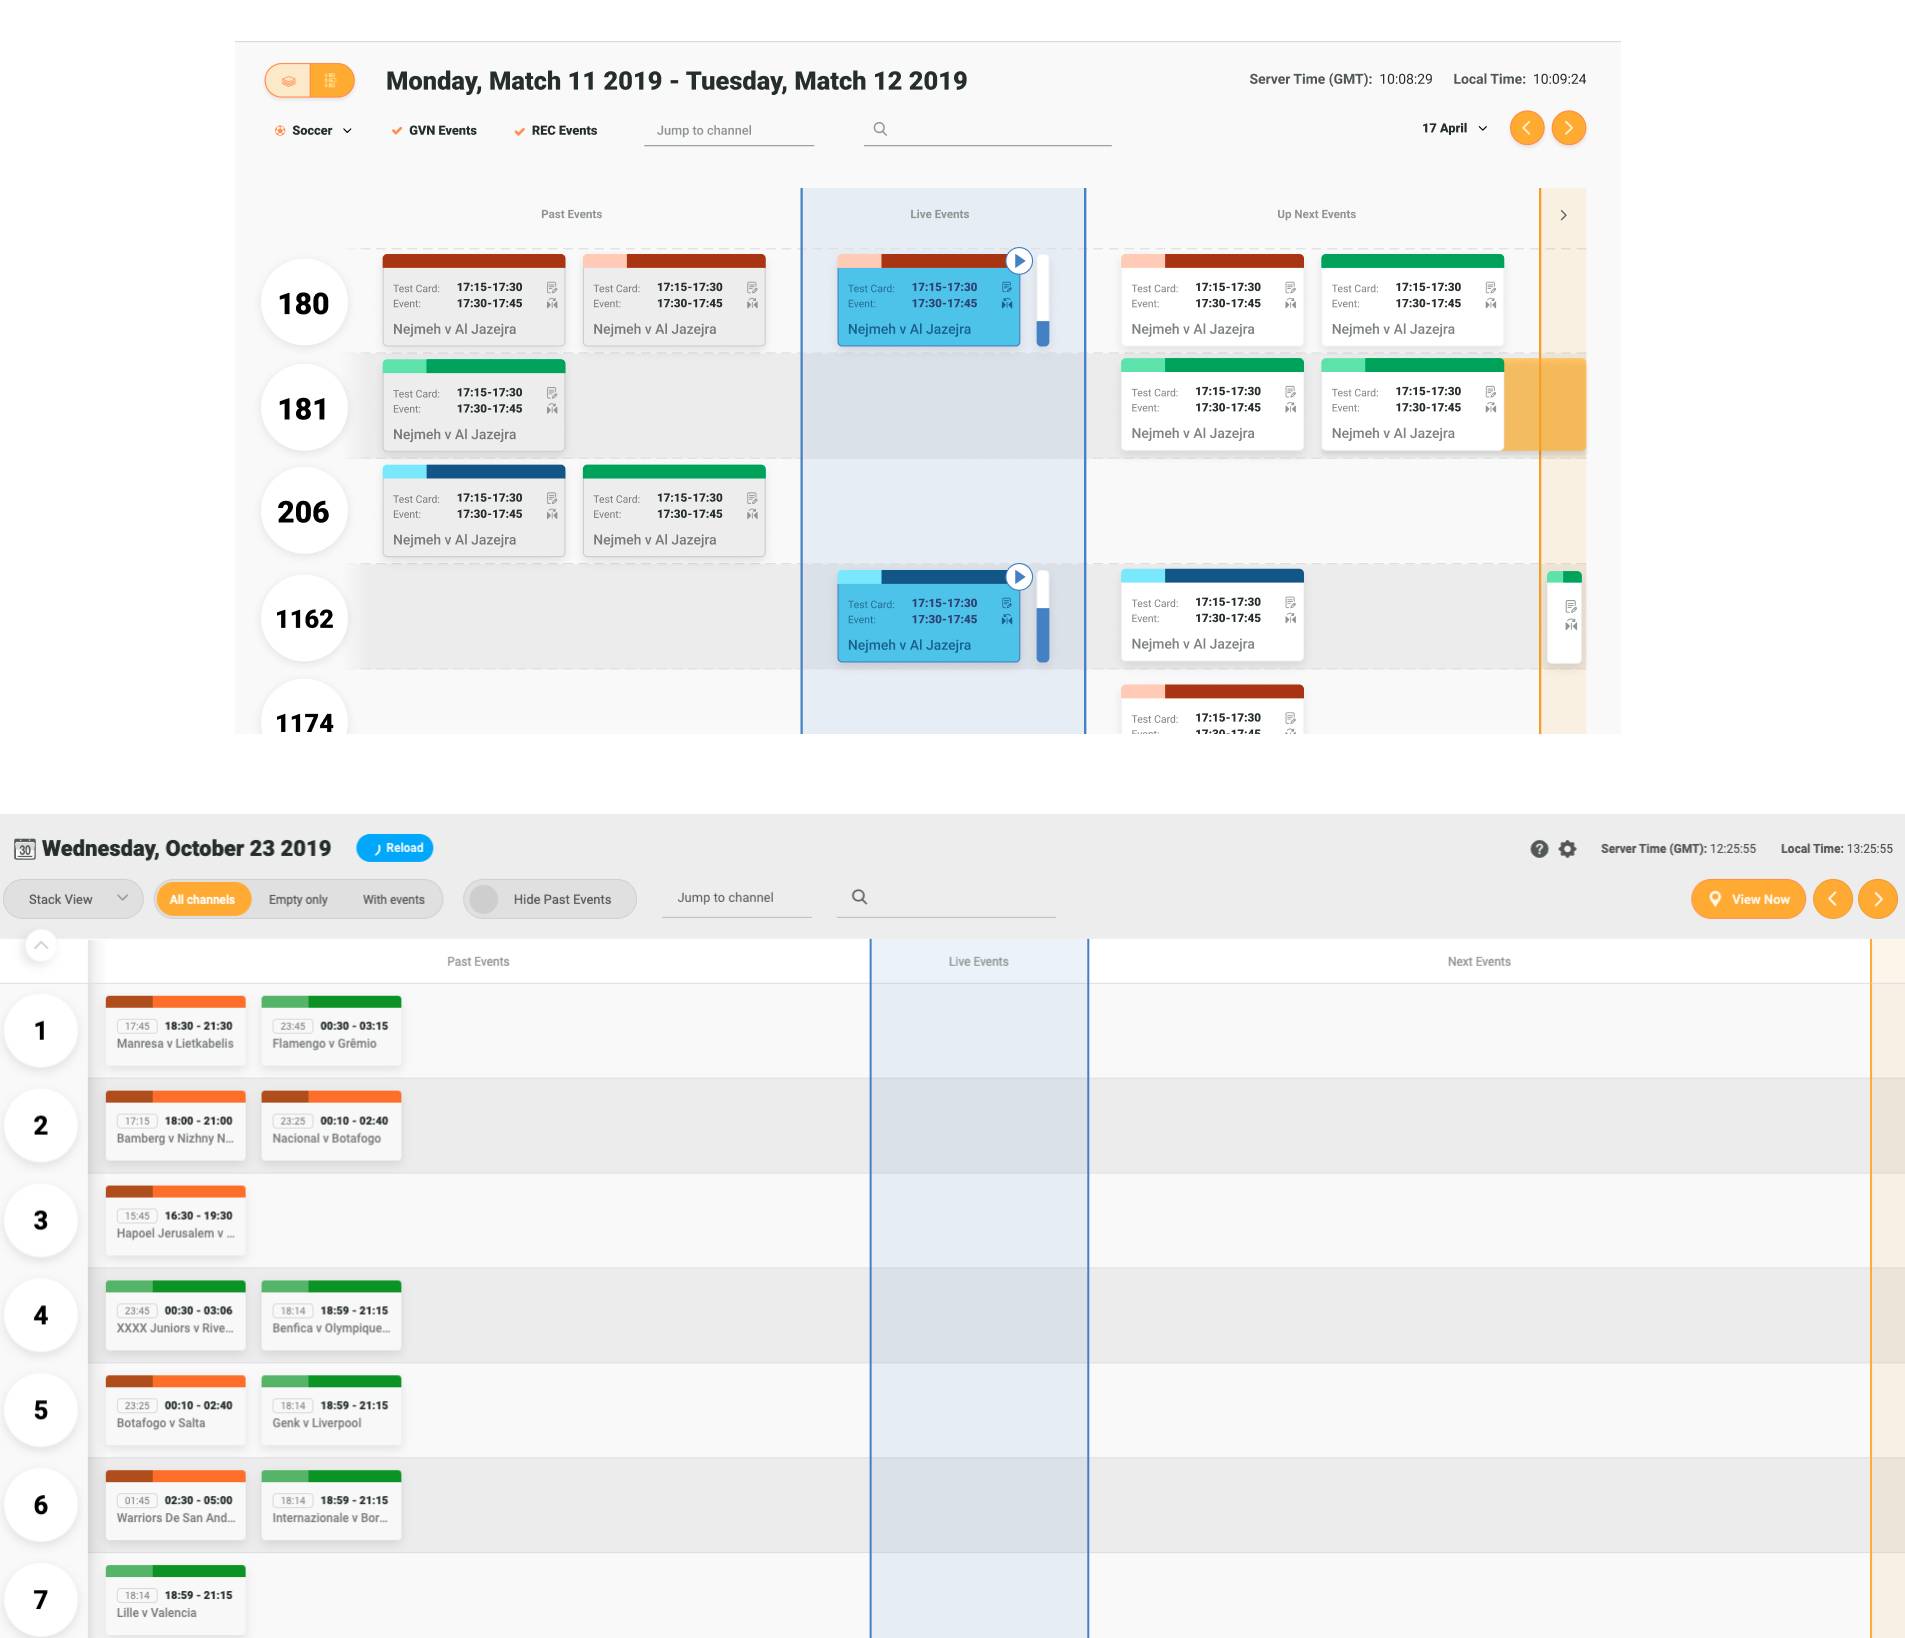 Monday, Match 11 2019 - Tuesday, Match 12 2019
Server Time (GMT): 10:08:29 Local Time: 10:09:24
Soccer GVN Events REC Events Jump to channel 17 April
Past Events Live Events Up Next Events
180
Test Card: 17:15-17:30 Test Card: 17:15-17:30 Test Card: 17:15-17:30 Test Card: 17:15-17:30 Test Card: 17:15-17:30
Event: 17:30-17:45 Event: 17:30-17:45 Event: 17:30-17:45 Event: 17:30-17:45 Event: 17:30-17:45
Nejmeh v Al Jazejra Nejmeh v Al Jazejra Nejmeh v Al Jazejra Nejmeh v Al Jazejra Nejmeh v Al Jazejra
181
Test Card: 17:15-17:30 Test Card: 17:15-17:30 Test Card: 17:15-17:30
Event: 17:30-17:45 Event: 17:30-17:45 Event: 17:30-17:45
Nejmeh v Al Jazejra Nejmeh v Al Jazejra Nejmeh v Al Jazejra
206
Test Card: 17:15-17:30 Test Card: 17:15-17:30
Event: 17:30-17:45 Event: 17:30-17:45
Nejmeh v Al Jazejra Nejmeh v Al Jazejra
1162
Test Card: 17:15-17:30 Test Card: 17:15-17:30
Event: 17:30-17:45 Event: 17:30-17:45
Nejmeh v Al Jazejra Nejmeh v Al Jazejra
1174
Test Card: 17:15-17:30
Event: 17:30-17:45
30 Wednesday, October 23 2019 Reload
Server Time (GMT): 12:25:55 Local Time: 13:25:55
Stack View All channels Empty only With events Hide Past Events Jump to channel View Now
Past Events Live Events Next Events
1
17:45 18:30 - 21:30 23:45 00:30 - 03:15
Manresa v Lietkabelis Flamengo v Grêmio
2
17:15 18:00 - 21:00 23:25 00:10 - 02:40
Bamberg v Nizhny N... Nacional v Botafogo
3
15:45 16:30 - 19:30
Hapoel Jerusalem v ...
4
23:45 00:30 - 03:06 18:14 18:59 - 21:15
XXXX Juniors v Rive... Benfica v Olympique...
5
23:25 00:10 - 02:40 18:14 18:59 - 21:15
Botafogo v Salta Genk v Liverpool
6
01:45 02:30 - 05:00 18:14 18:59 - 21:15
Warriors De San And... Internazionale v Bor...
7
18:14 18:59 - 21:15
Lille v Valencia